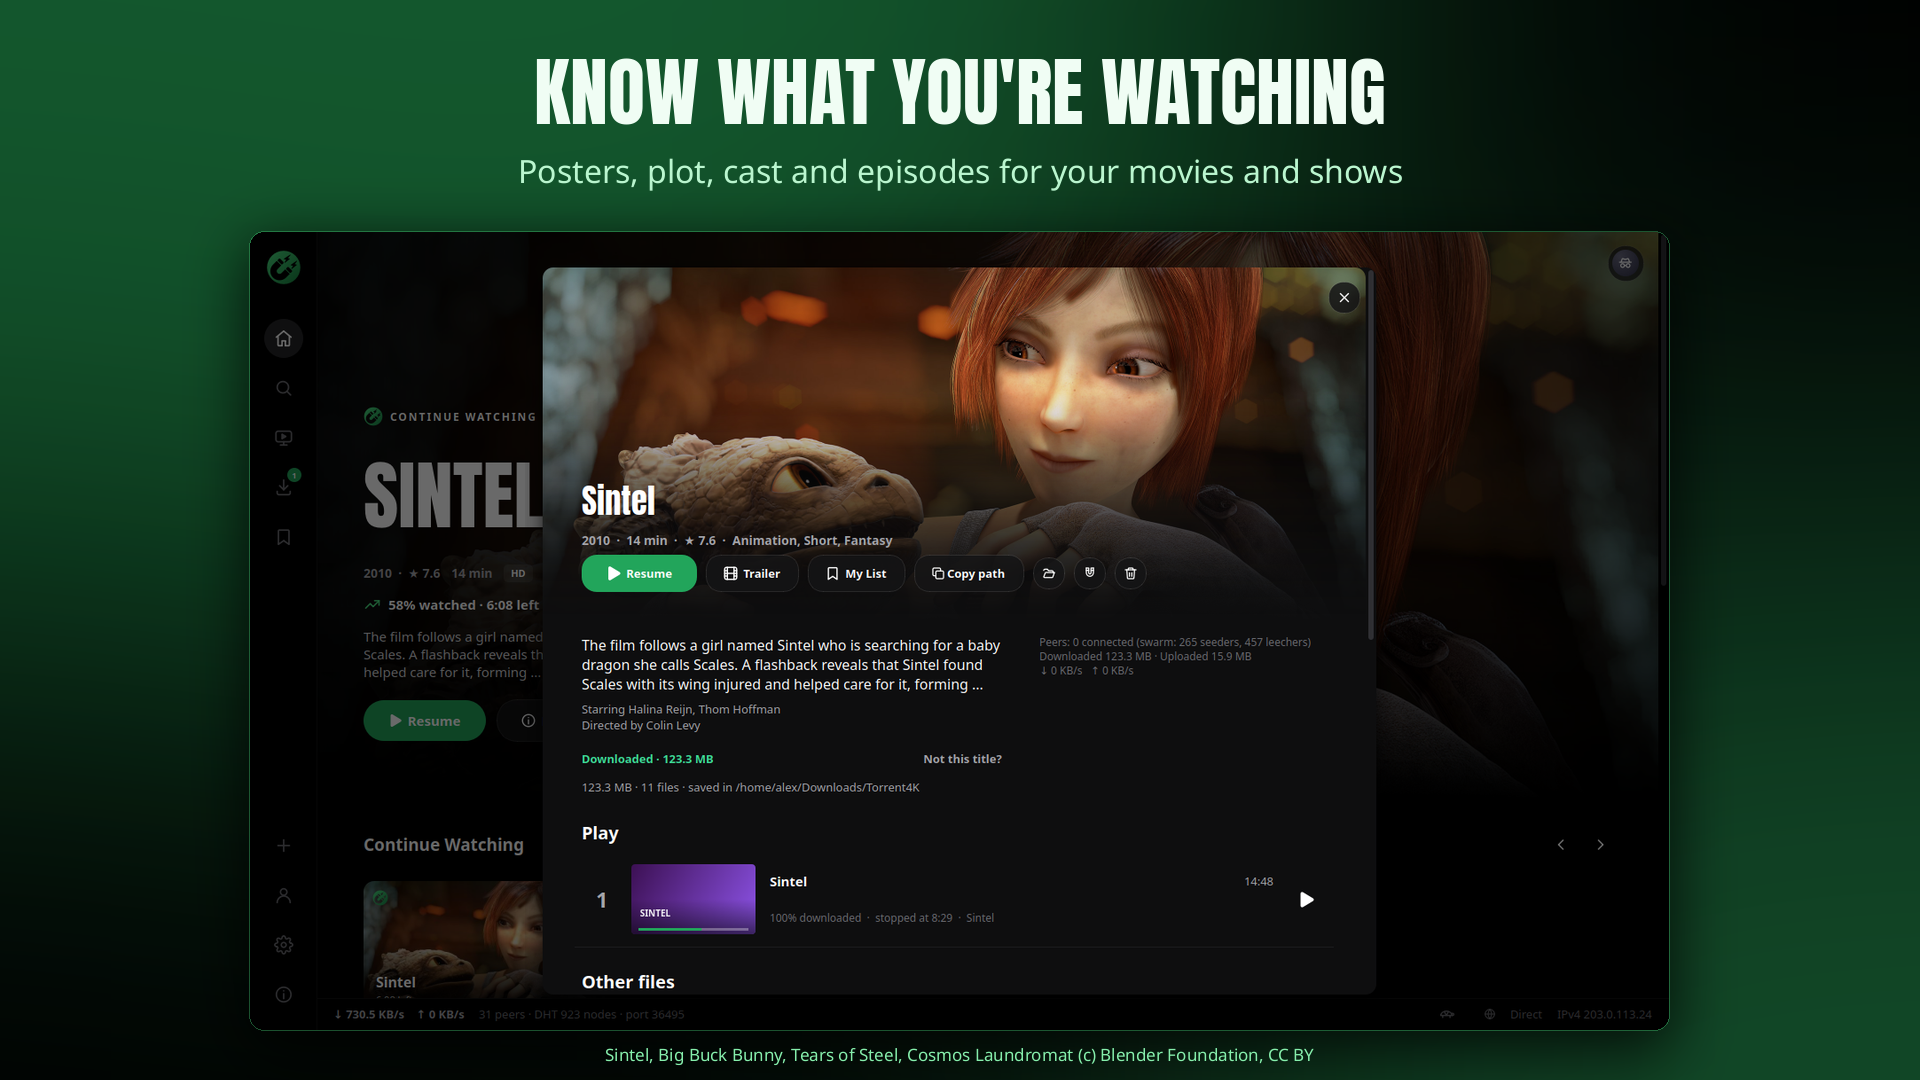 KNOW WHAT YOU'RE WATCHING
Posters, plot, cast and episodes for your movies and shows
CONTINUE WATCHING
SINTEL
2010 · ★ 7.6 14 min HD
58% watched · 6:08 left
The film follows a girl named
Scales. A flashback reveals th
helped care for it, forming ...
Resume
Continue Watching
Sintel
1
Sintel
2010 · 14 min · ★ 7.6 · Animation, Short, Fantasy
Resume
Trailer
My List
Copy path
The film follows a girl named Sintel who is searching for a baby
dragon she calls Scales. A flashback reveals that Sintel found
Scales with its wing injured and helped care for it, forming ...
Starring Halina Reijn, Thom Hoffman
Directed by Colin Levy
Peers: 0 connected (swarm: 265 seeders, 457 leechers)
Downloaded 123.3 MB · Uploaded 15.9 MB
↓ 0 KB/s ↑ 0 KB/s
Downloaded · 123.3 MB
Not this title?
123.3 MB · 11 files · saved in /home/alex/Downloads/Torrent4K
Play
1
SINTEL
Sintel
14:48
100% downloaded · stopped at 8:29 · Sintel
Other files
↓ 730.5 KB/s ↑ 0 KB/s 31 peers · DHT 923 nodes · port 36495
Direct IPv4 203.0.113.24
Sintel, Big Buck Bunny, Tears of Steel, Cosmos Laundromat (c) Blender Foundation, CC BY